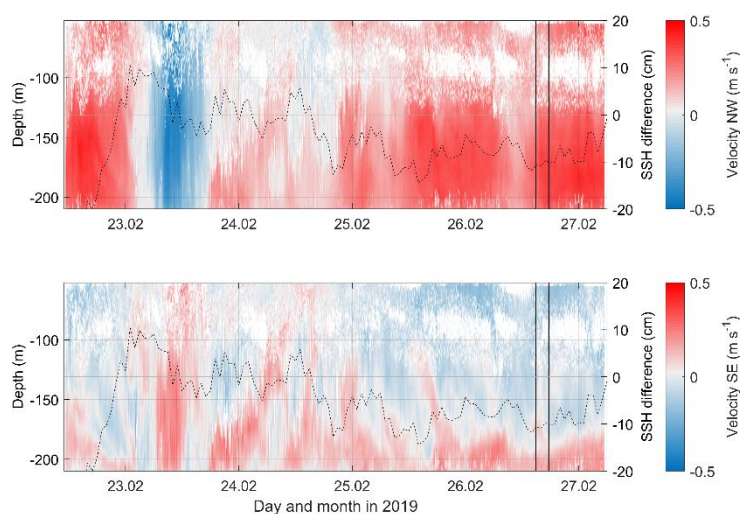 20
0.5
-100
10
Depth (m)
0
SSH difference (cm)
0
Velocity NW (m s⁻¹)
-150
-10
-200
-20
-0.5
23.02 24.02 25.02 26.02 27.02
20
0.5
-100
10
Depth (m)
0
SSH difference (cm)
0
Velocity SE (m s⁻¹)
-150
-10
-200
-20
-0.5
23.02 24.02 25.02 26.02 27.02
Day and month in 2019